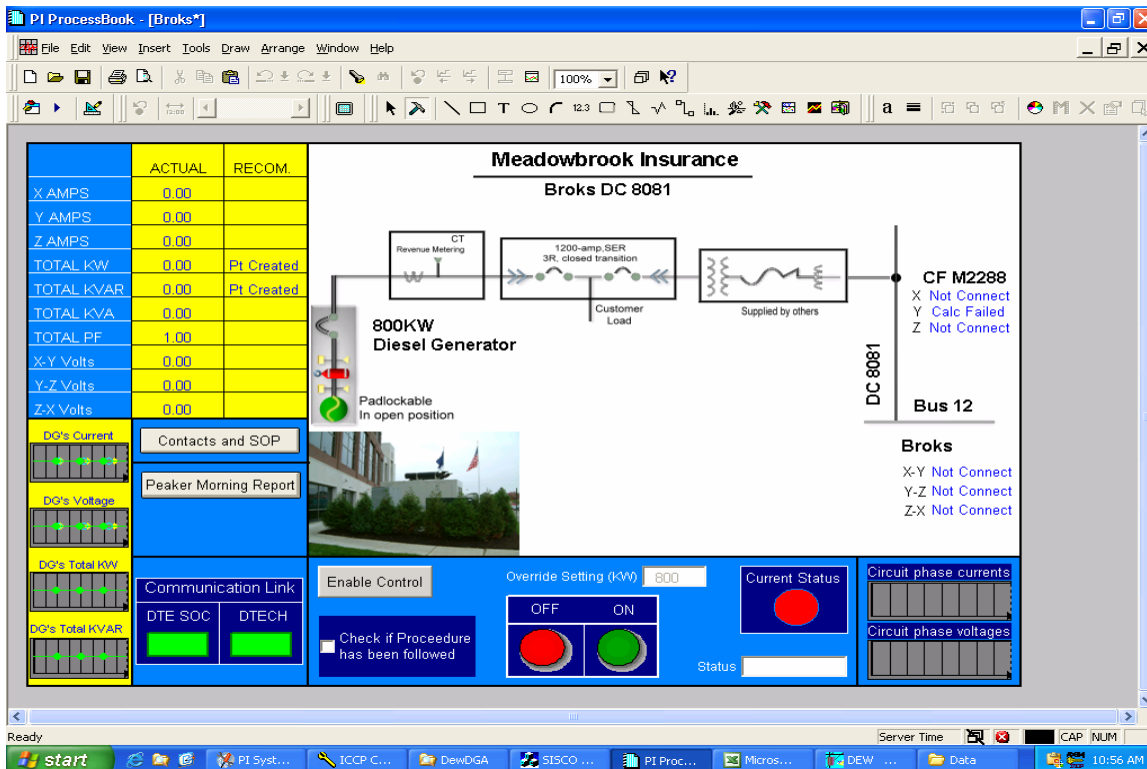 PI ProcessBook - [Broks*]
File Edit View Insert Tools Draw Arrange Window Help
100%
T 12.3 a
ACTUAL RECOM.
X AMPS 0.00
Y AMPS 0.00
Z AMPS 0.00
TOTAL KW 0.00 Pt Created
TOTAL KVAR 0.00 Pt Created
TOTAL KVA 0.00
TOTAL PF 1.00
X-Y Volts 0.00
Y-Z Volts 0.00
Z-X Volts 0.00
Meadowbrook Insurance
Broks DC 8081
CT
Revenue Metering
1200-amp,SER
3R, closed transition
Customer
Load
Supplied by others
800KW
Diesel Generator
Padlockable
In open position
CF M2288
X Not Connect
Y Calc Failed
Z Not Connect
DC 8081
Bus 12
Broks
X-Y Not Connect
Y-Z Not Connect
Z-X Not Connect
DG's Current
DG's Voltage
DG's Total KW
DG's Total KVAR
Contacts and SOP
Peaker Morning Report
Communication Link
DTE SOC DTECH
Enable Control
Check if Proceedure
has been followed
Override Setting (KW) 800
OFF ON
Current Status
Status
Circuit phase currents
Circuit phase voltages
Ready
Server Time CAP NUM
start PI Syst... ICCP C... DewDGA SISCO ... PI Proc... Micros... DEW ... Data 10:56 AM